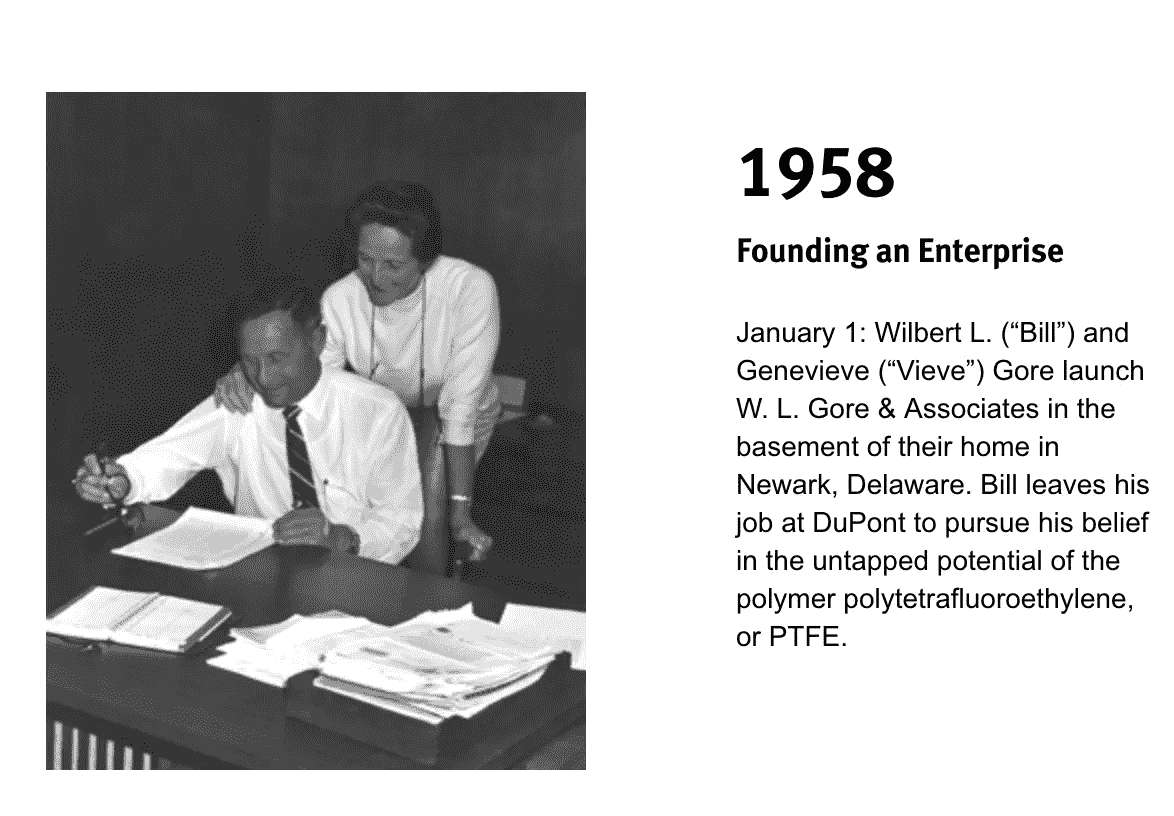 1958
Founding an Enterprise
January 1: Wilbert L. (“Bill”) and
Genevieve (“Vieve”) Gore launch
W. L. Gore & Associates in the
basement of their home in
Newark, Delaware. Bill leaves his
job at DuPont to pursue his belief
in the untapped potential of the
polymer polytetrafluoroethylene,
or PTFE.